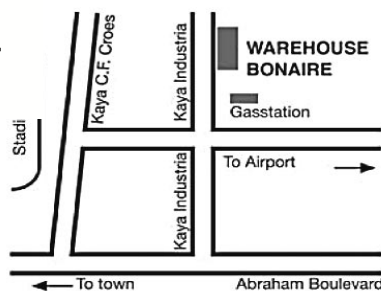 Kaya C.F. Croes
Kaya Industria
WAREHOUSE
BONAIRE
Gasstation
Stadi
To Airport
Kaya Industria
To town
Abraham Boulevard